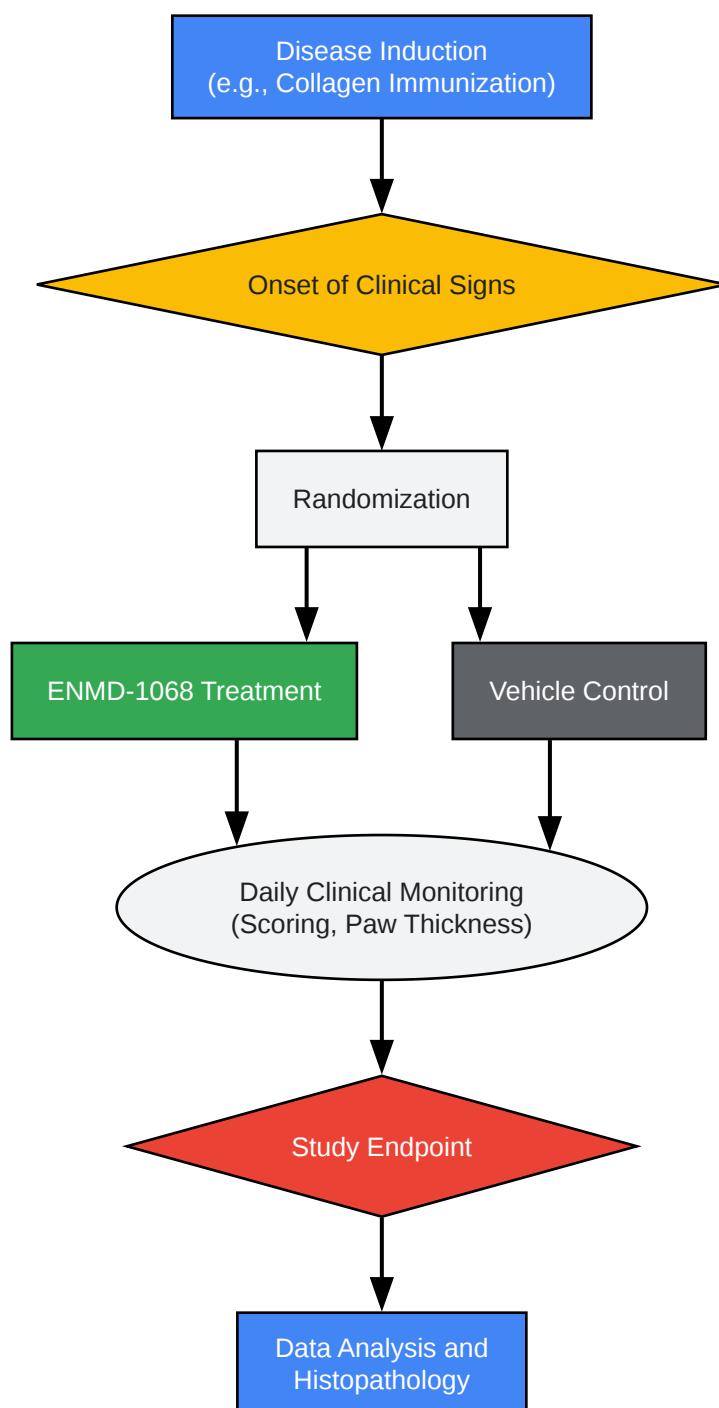 Disease Induction
(e.g., Collagen Immunization)
Onset of Clinical Signs
Randomization
ENMD-1068 Treatment
Vehicle Control
Daily Clinical Monitoring
(Scoring, Paw Thickness)
Study Endpoint
Data Analysis and
Histopathology